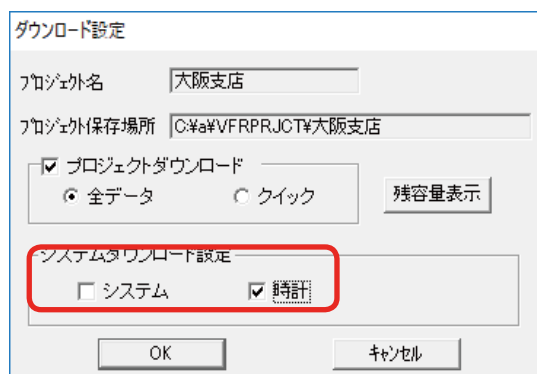 ダウンロード設定
プロジェクト名 大阪支店
プロジェクト保存場所 C:¥a¥VFRPRJCT¥大阪支店
プロジェクトダウンロード
全データ クイック 残容量表示
システムダウンロード設定
システム 時計
OK キャンセル